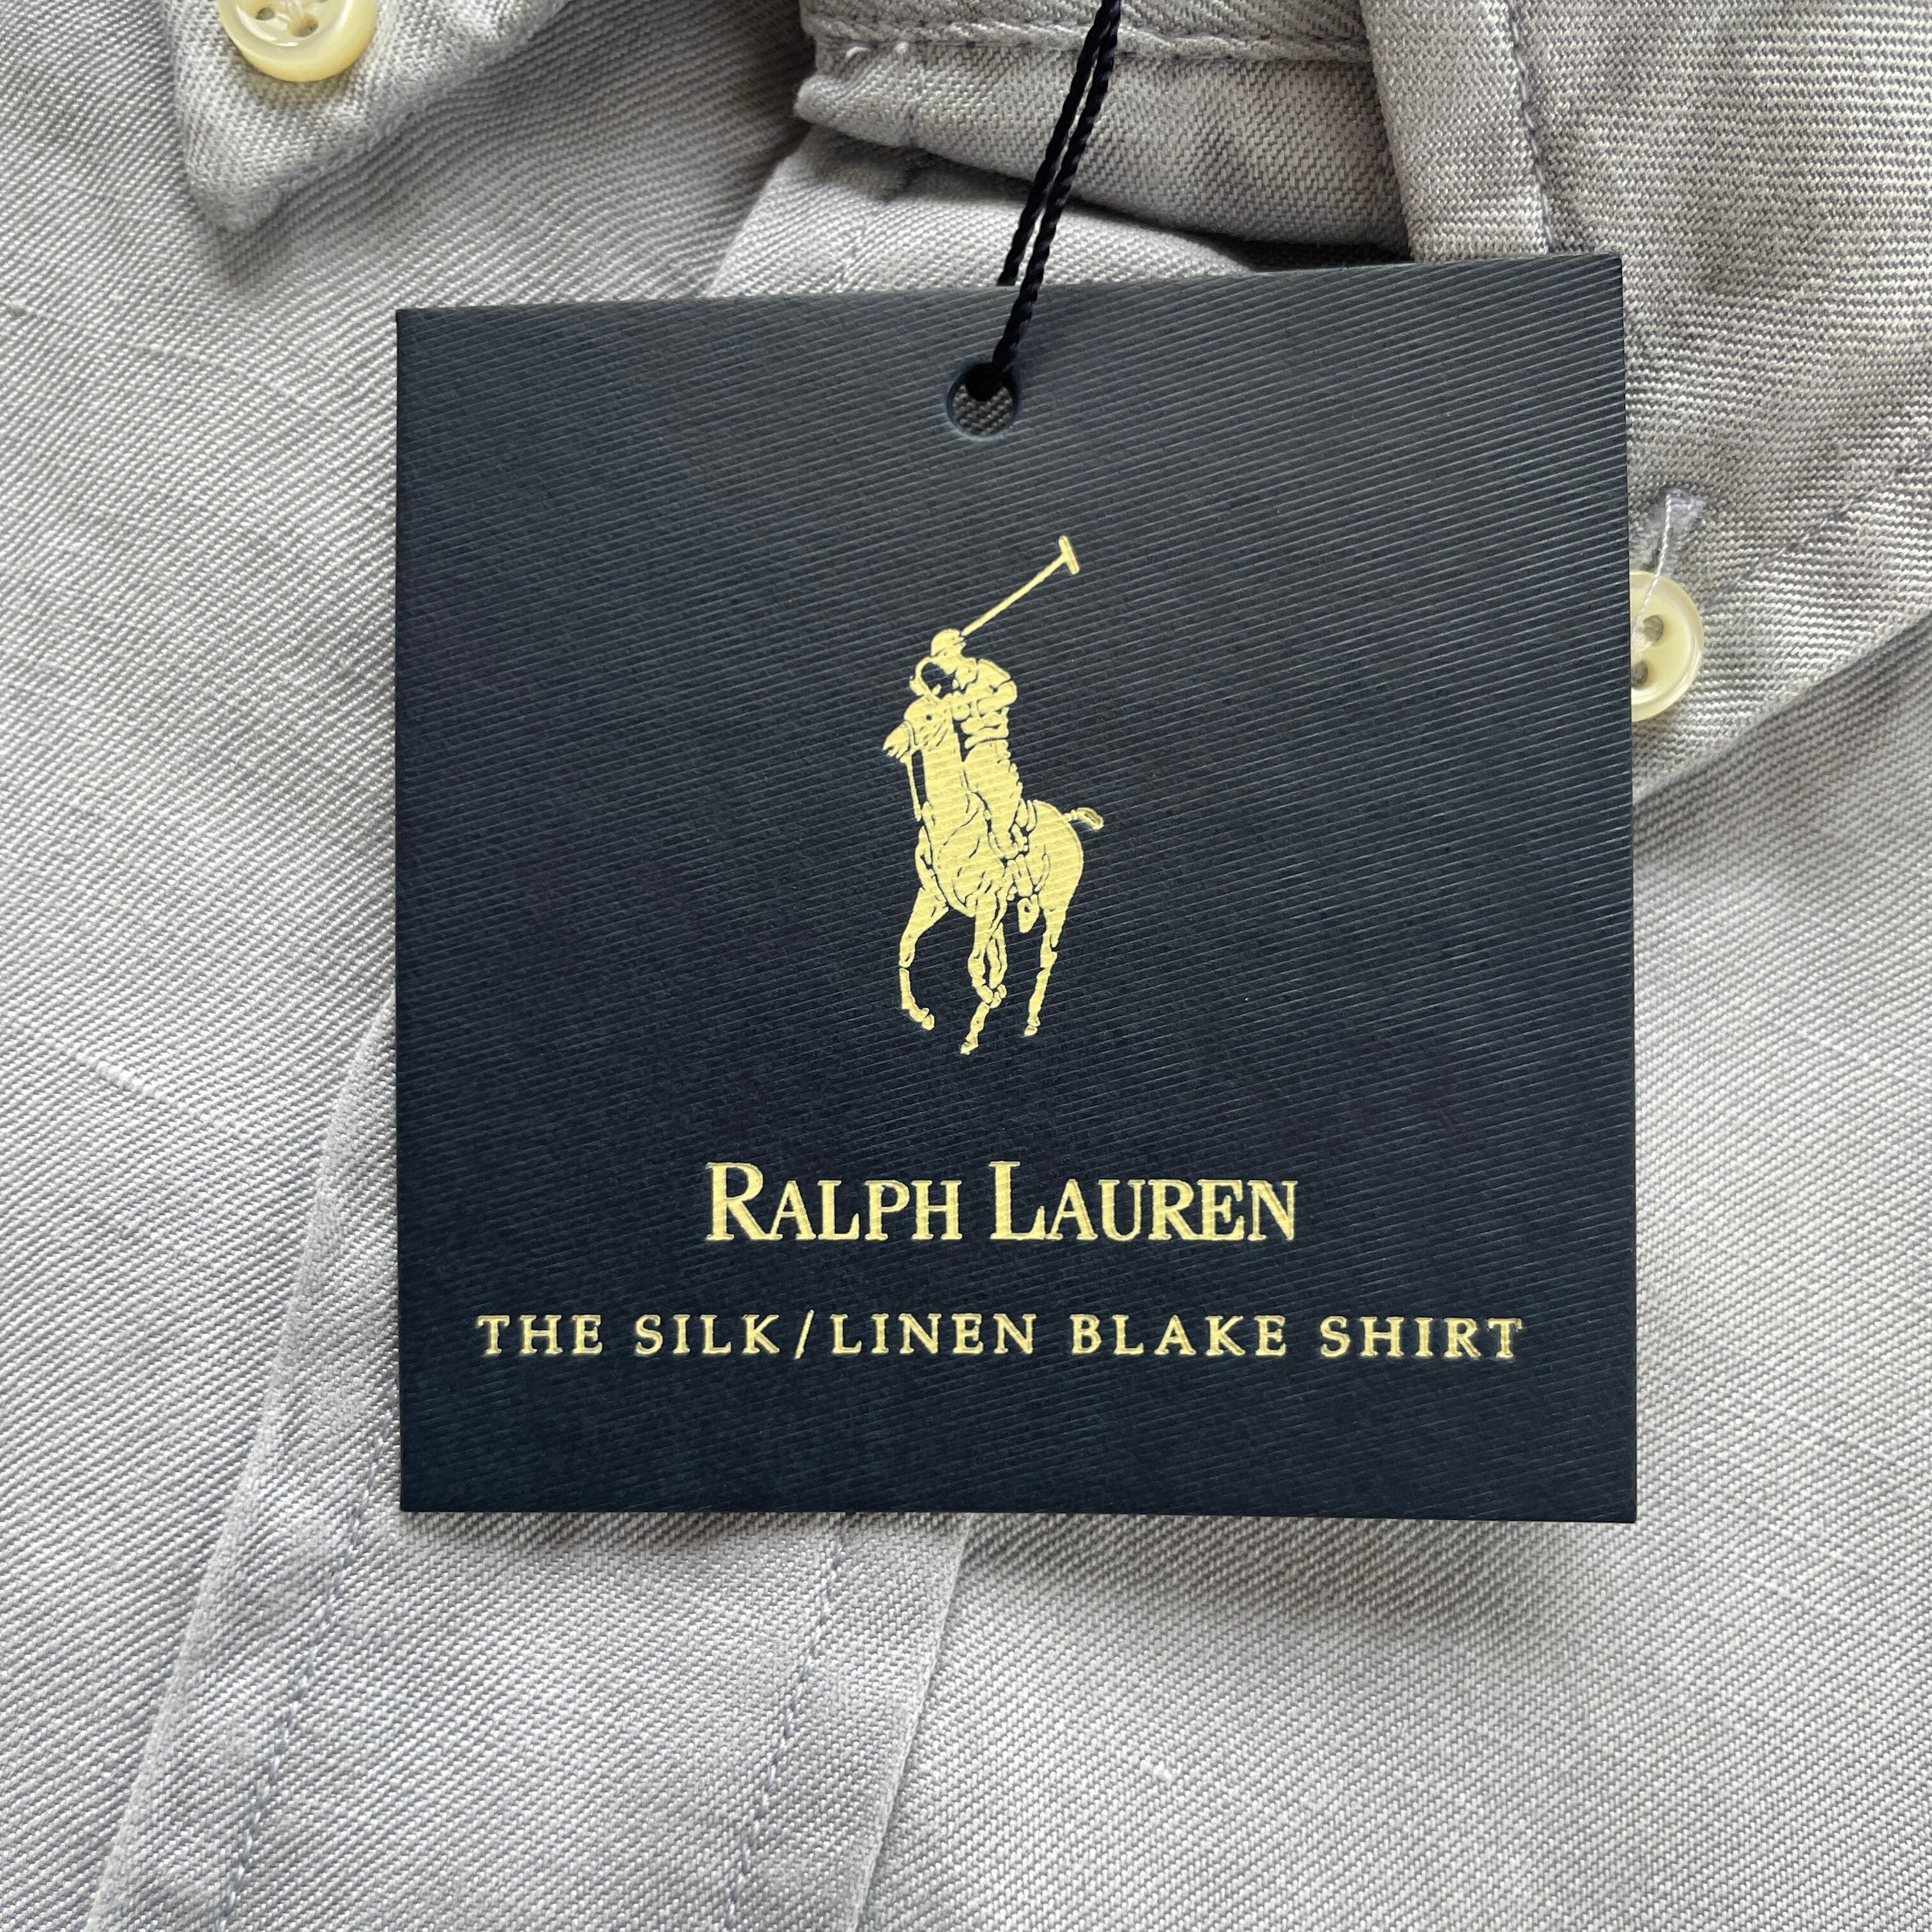 RALPH LAUREN
THE SILK/LINEN BLAKE SHIRT